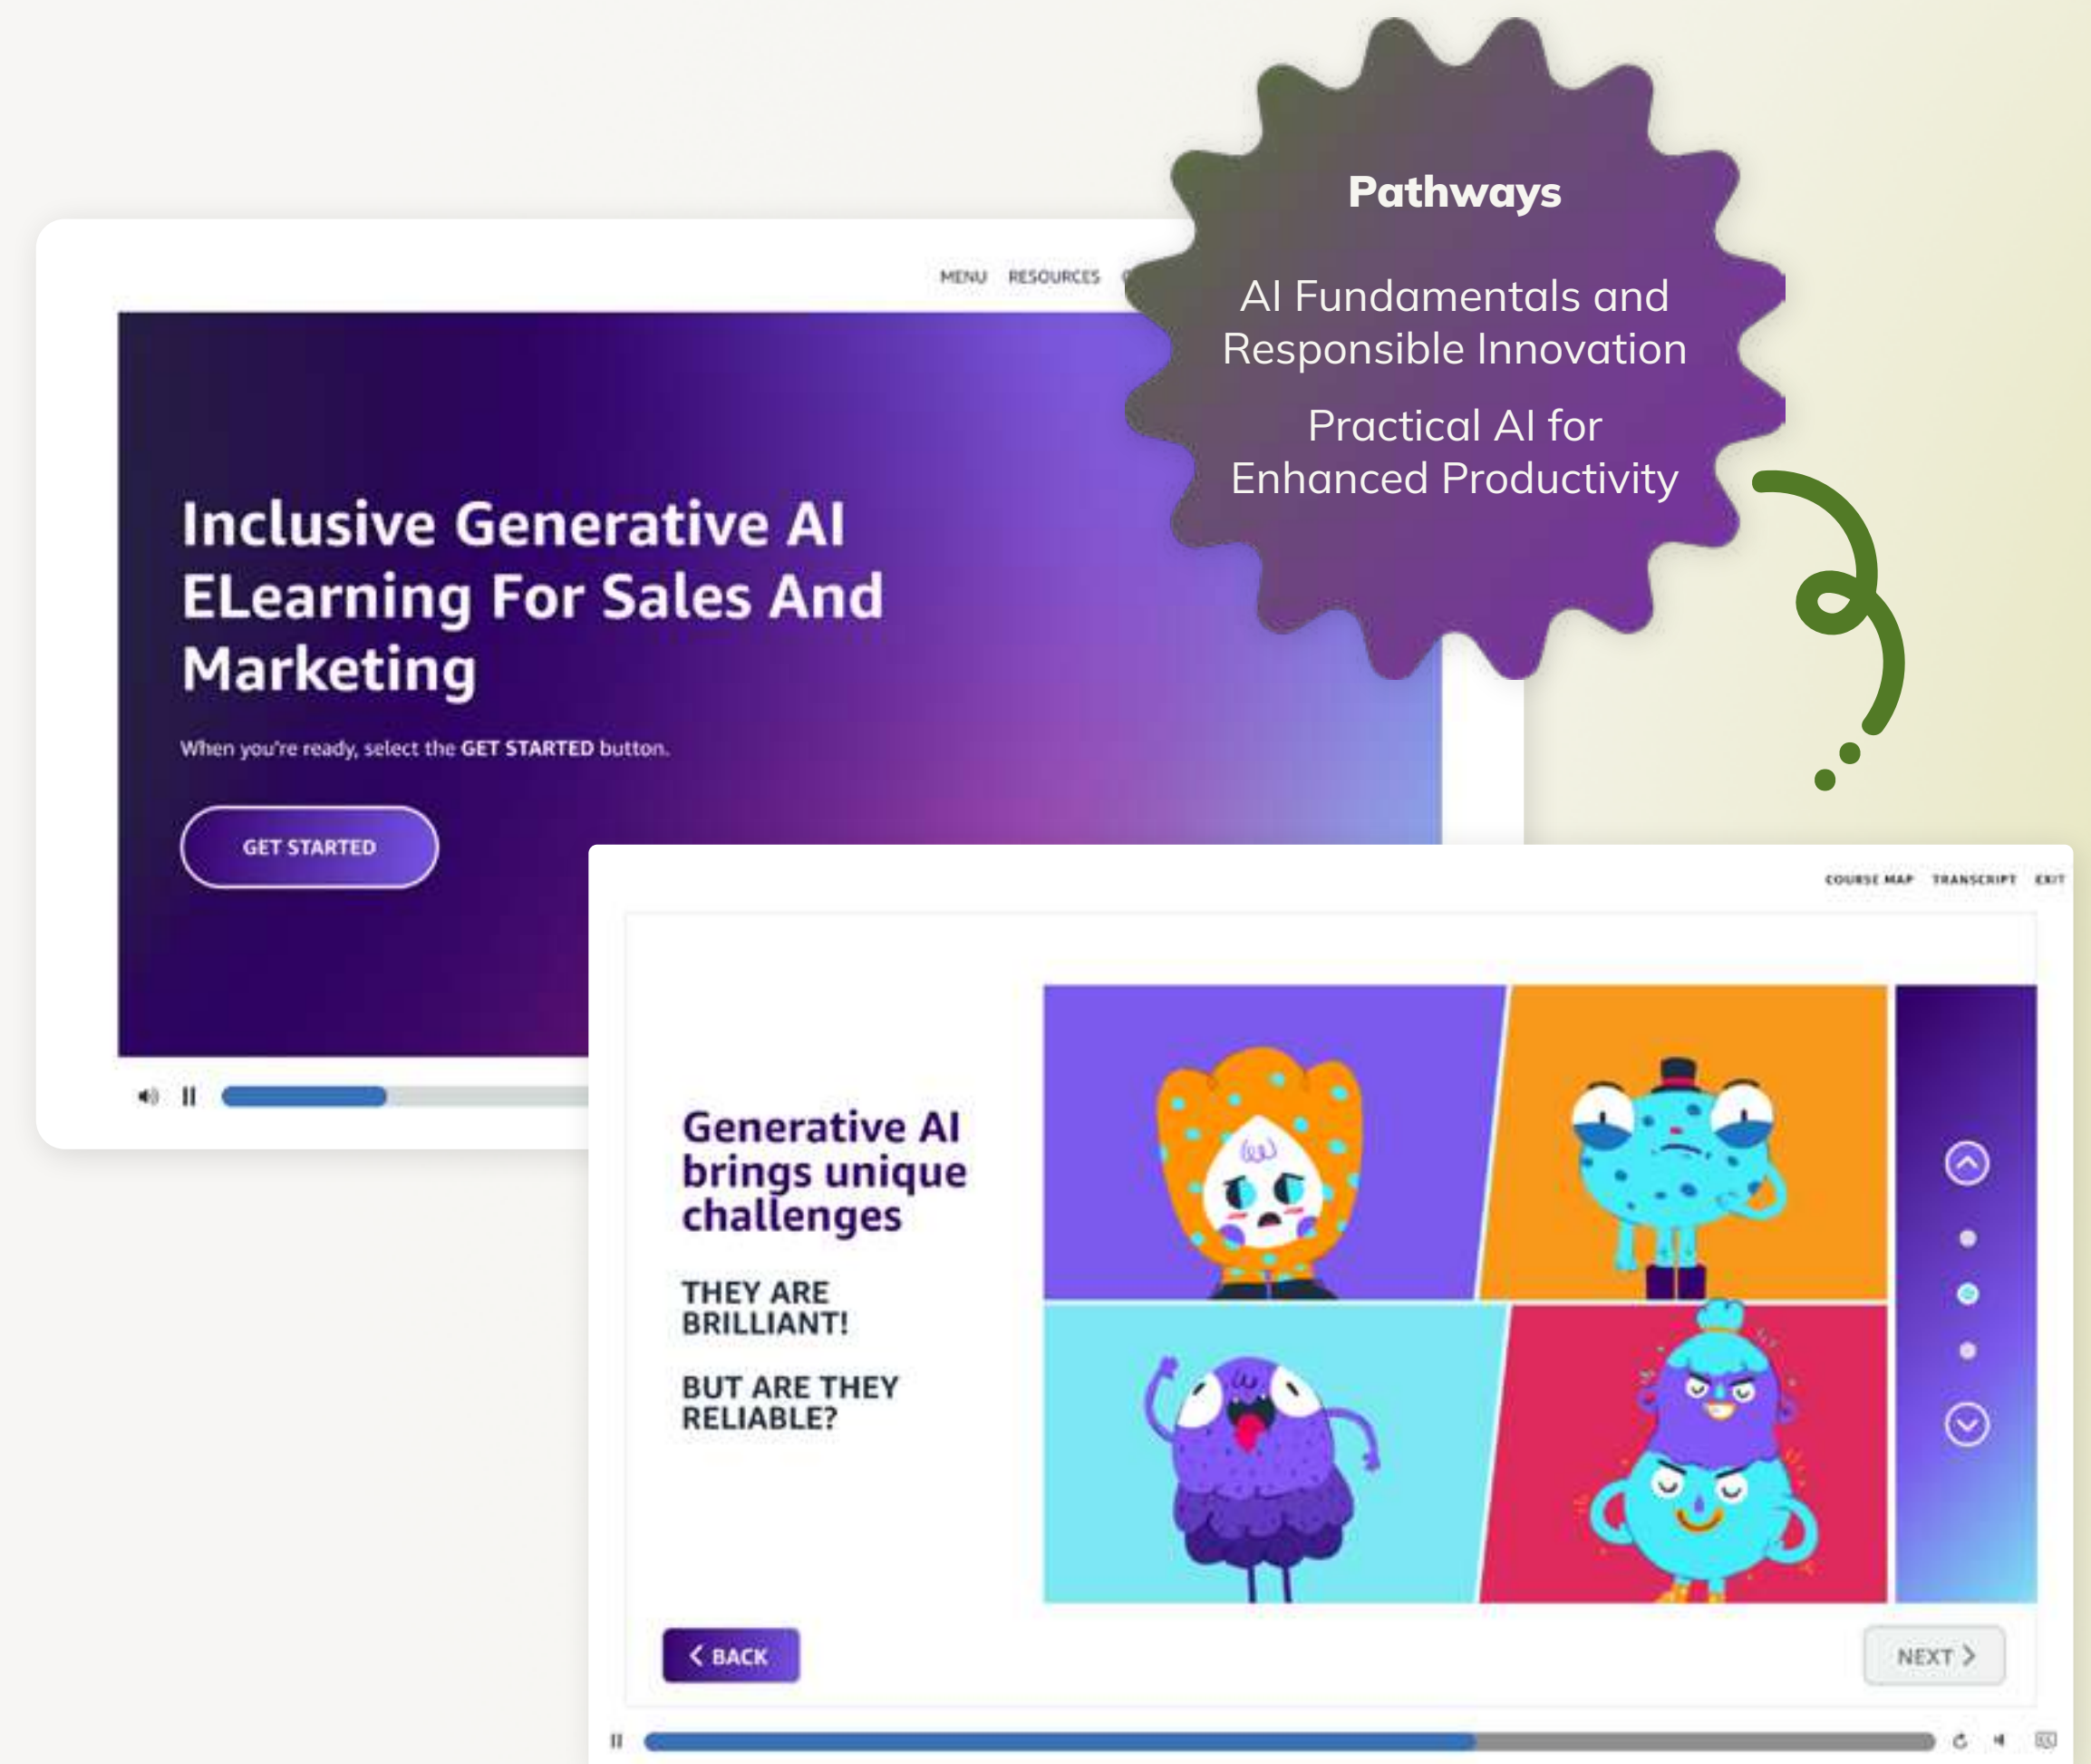 Pathways
AI Fundamentals and
Responsible Innovation
Practical AI for
Enhanced Productivity
MENU RESOURCES
Inclusive Generative AI
ELearning For Sales And
Marketing
When you're ready, select the GET STARTED button.
GET STARTED
COURSE MAP TRANSCRIPT EXIT
Generative AI
brings unique
challenges
THEY ARE
BRILLIANT!
BUT ARE THEY
RELIABLE?
BACK
NEXT